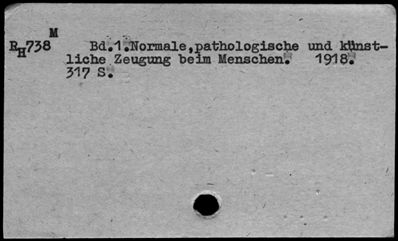 M
RH738 Bd.1.Normale,pathologische und künst-
liche Zeugung beim Menschen. 1918.
317 S.